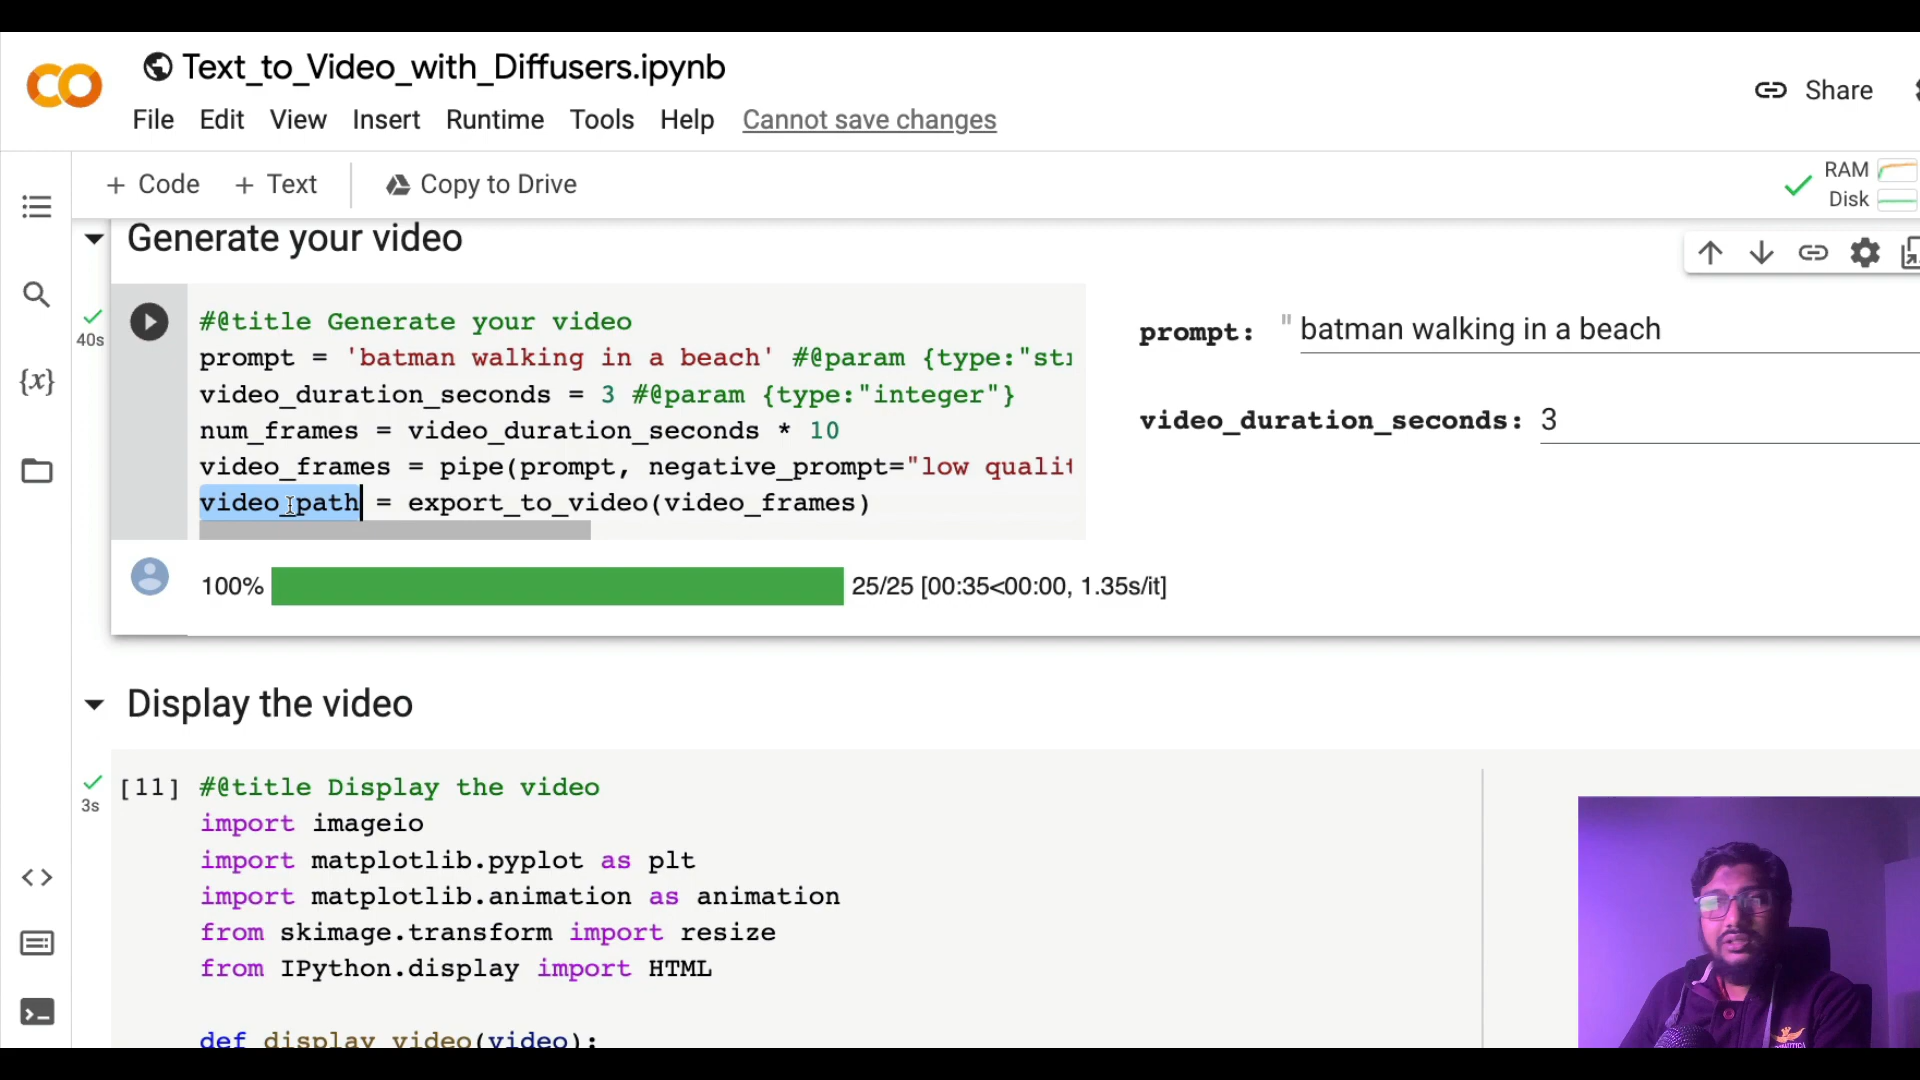 Text_to_Video_with_Diffusers.ipynb
File Edit View Insert Runtime Tools Help Cannot save changes
Share
+ Code + Text Copy to Drive
RAM
Disk
Generate your video
40s
#@title Generate your video
prompt = 'batman walking in a beach' #@param {type:"str
video_duration_seconds = 3 #@param {type:"integer"}
num_frames = video_duration_seconds * 10
video_frames = pipe(prompt, negative_prompt="low qualit
video_path = export_to_video(video_frames)
prompt: " batman walking in a beach
video_duration_seconds: 3
100% 25/25 [00:35<00:00, 1.35s/it]
Display the video
3s
[11] #@title Display the video
import imageio
import matplotlib.pyplot as plt
import matplotlib.animation as animation
from skimage.transform import resize
from IPython.display import HTML
def display_video(video):